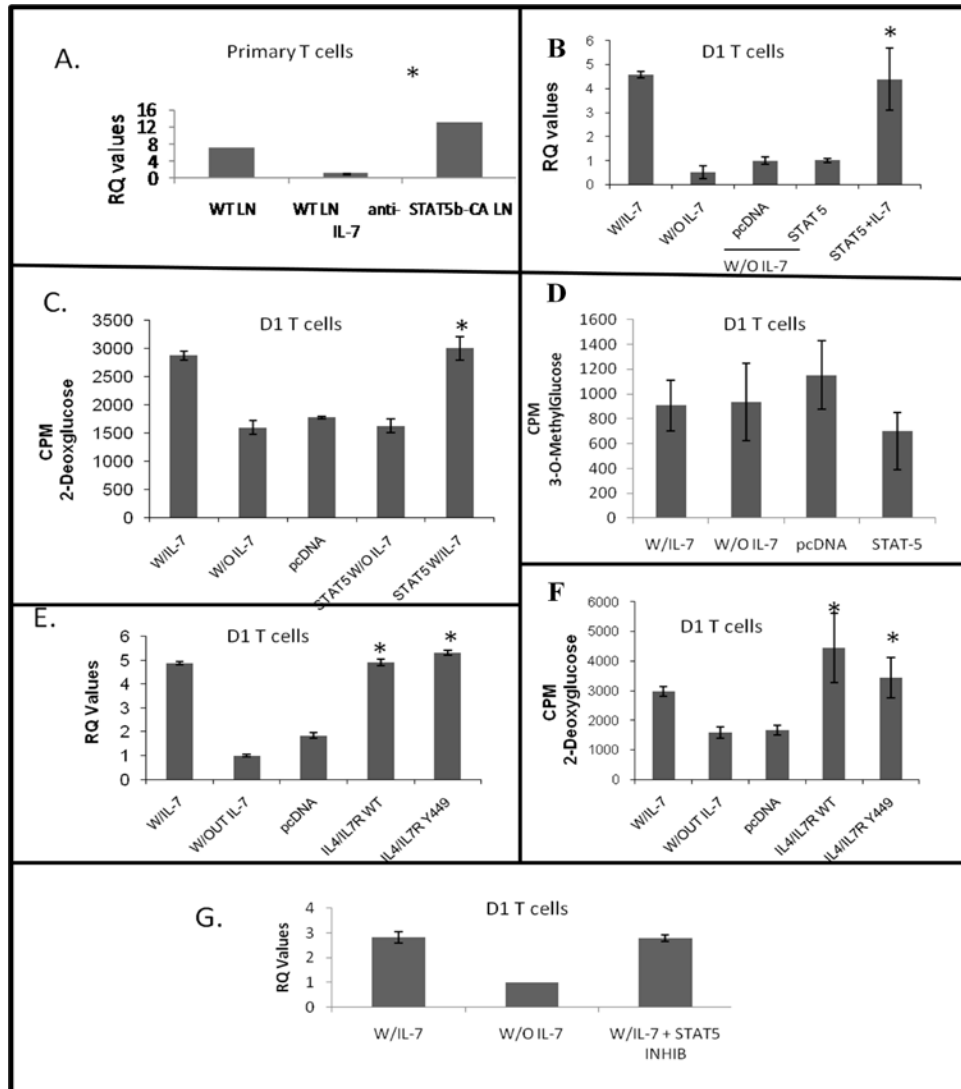 A.
Primary T cells
*
RQ values
16
12
8
4
0
WT LN
WT LN anti-IL-7
STAT5b-CA LN
B
D1 T cells
*
RQ values
6
5
4
3
2
1
0
W/IL-7
W/O IL-7
pcDNA
STAT 5
STAT5 +IL-7
W/O IL-7
C.
D1 T cells
*
CPM
2-Deoxglucose
3500
3000
2500
2000
1500
1000
500
0
W/IL-7
W/O IL-7
pcDNA
STAT5 W/O IL-7
STAT5 W/IL-7
D
D1 T cells
CPM
3-O-MethylGlucose
1600
1400
1200
1000
800
600
400
200
0
W/IL-7
W/O IL-7
pcDNA
STAT-5
E.
D1 T cells
*
*
RQ Values
6
5
4
3
2
1
0
W/IL-7
W/OUT IL-7
pcDNA
IL4/IL7R WT
IL4/IL7R Y449
F
D1 T cells
*
*
CPM
2-Deoxyglucose
6000
5000
4000
3000
2000
1000
0
W/IL-7
W/OUT IL-7
pcDNA
IL4/IL7R WT
IL4/IL7R Y449
G.
D1 T cells
RQ Values
4
3
2
1
0
W/IL-7
W/O IL-7
W/IL-7 + STAT5
INHIB